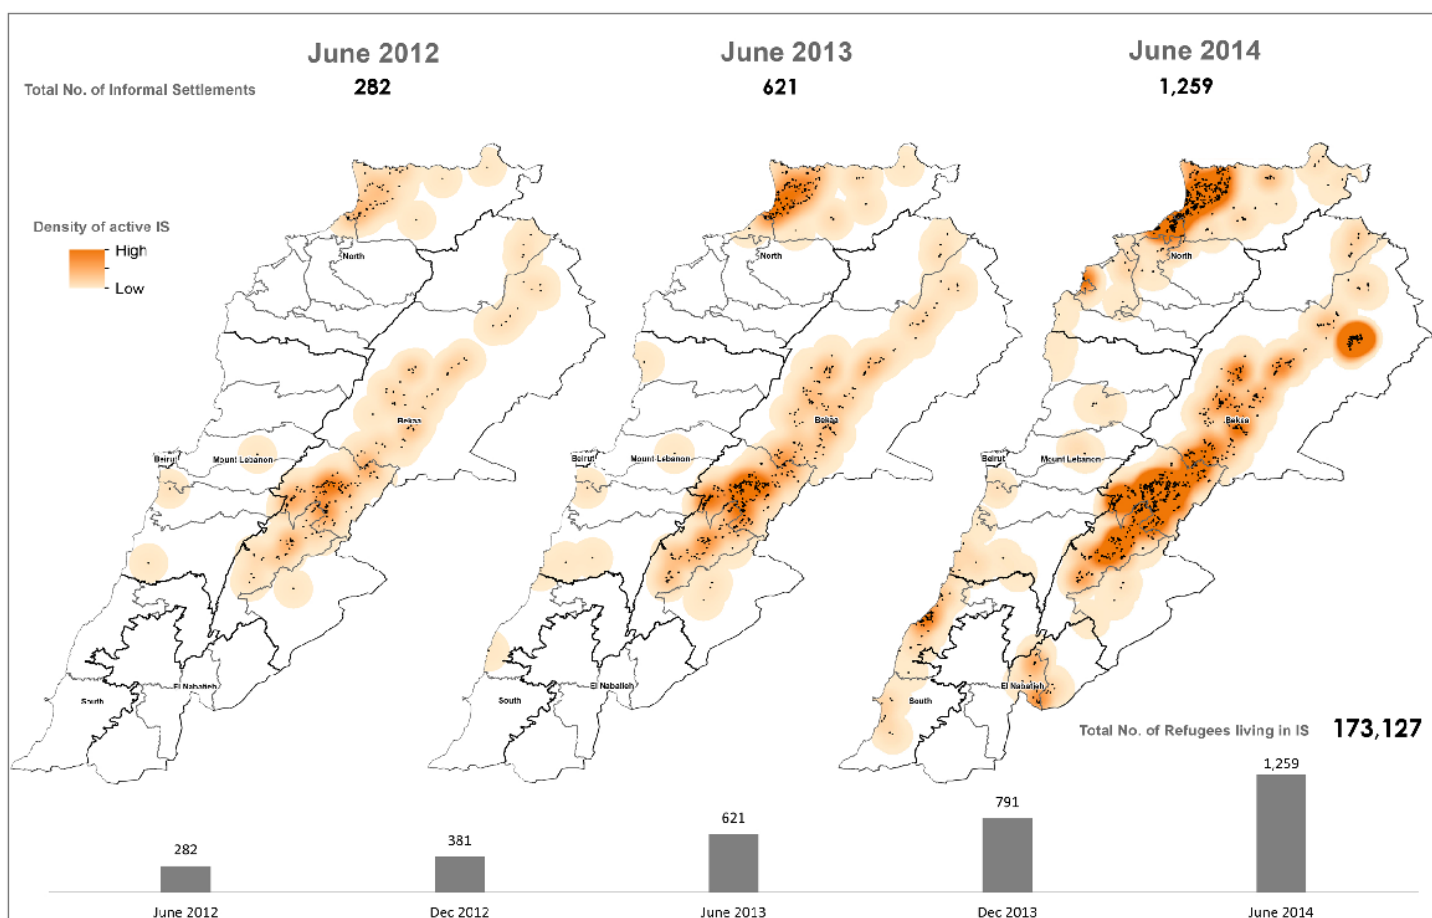 June 2012
June 2013
June 2014
Total No. of Informal Settlements
282
621
1,259
Density of active IS
High
Low
North
Bekaa
Beirut
Mount Lebanon
El Nabatieh
South
North
Bekaa
Beirut
Mount Lebanon
El Nabatieh
South
North
Bekaa
Beirut
Mount Lebanon
El Nabatieh
South
Total No. of Refugees living in IS 173,127
282
381
621
791
1,259
June 2012
Dec 2012
June 2013
Dec 2013
June 2014